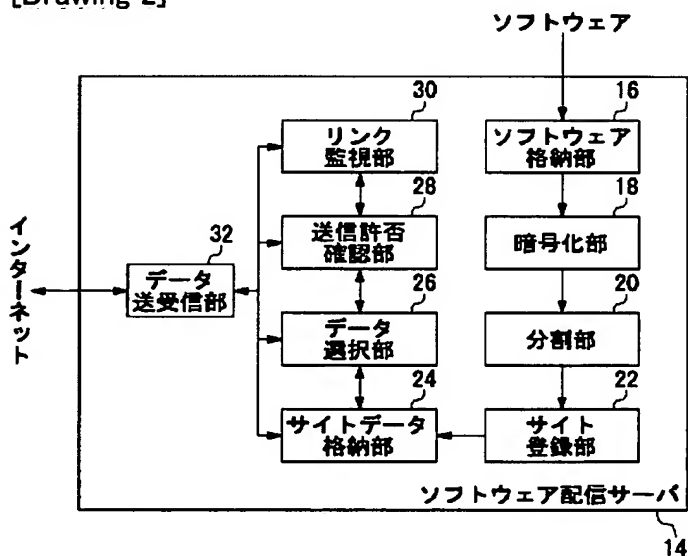 [Drawing 2]
ソフトウェア
30
リンク
監視部
16
ソフトウェア
格納部
28
送信許否
確認部
18
暗号化部
インターネット
32
データ
送受信部
26
データ
選択部
20
分割部
24
サイトデータ
格納部
22
サイト
登録部
ソフトウェア配信サーバ
14